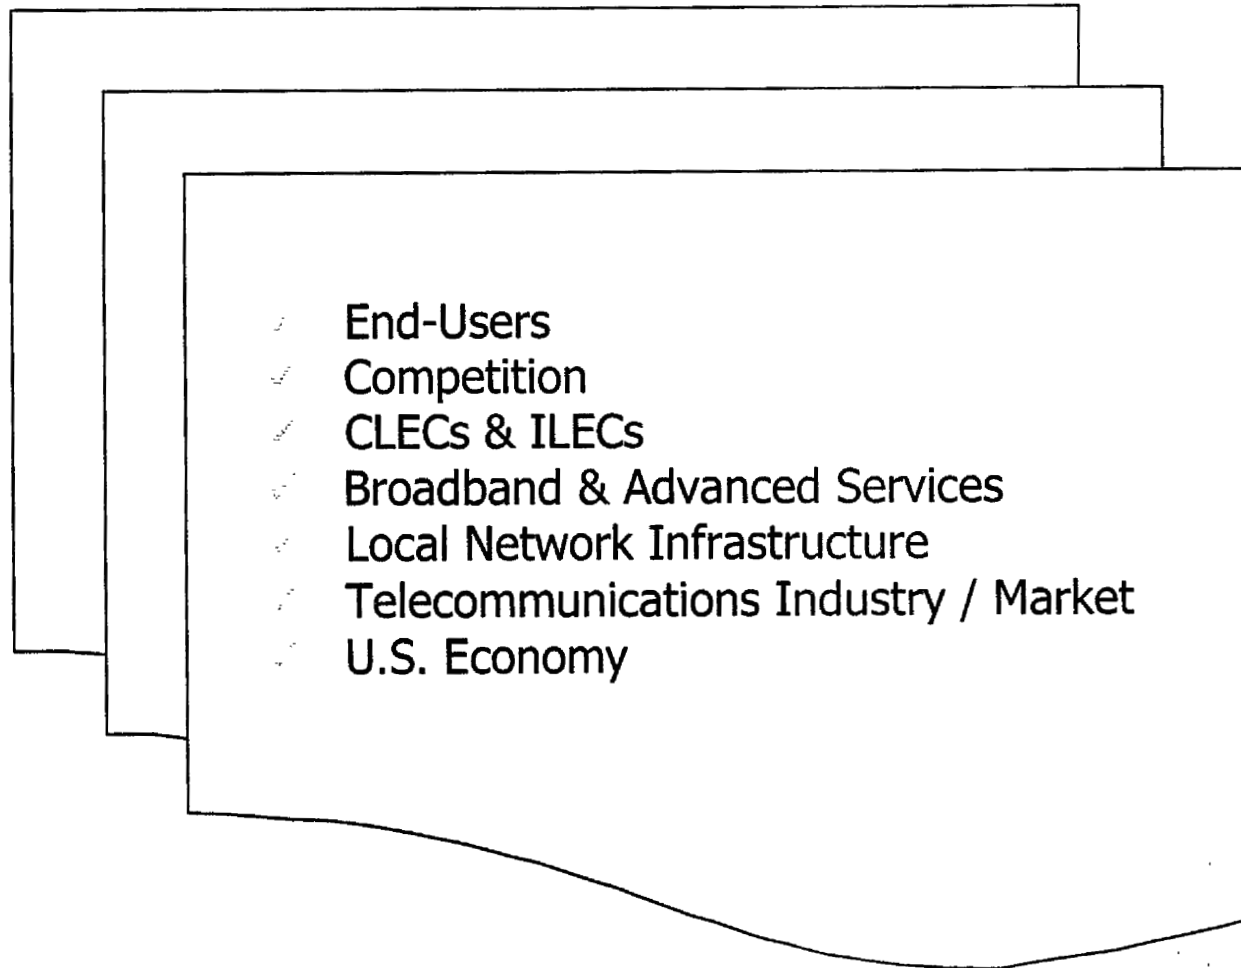 End-Users
Competition
CLECs & ILECs
Broadband & Advanced Services
Local Network Infrastructure
Telecommunications Industry / Market
U.S. Economy